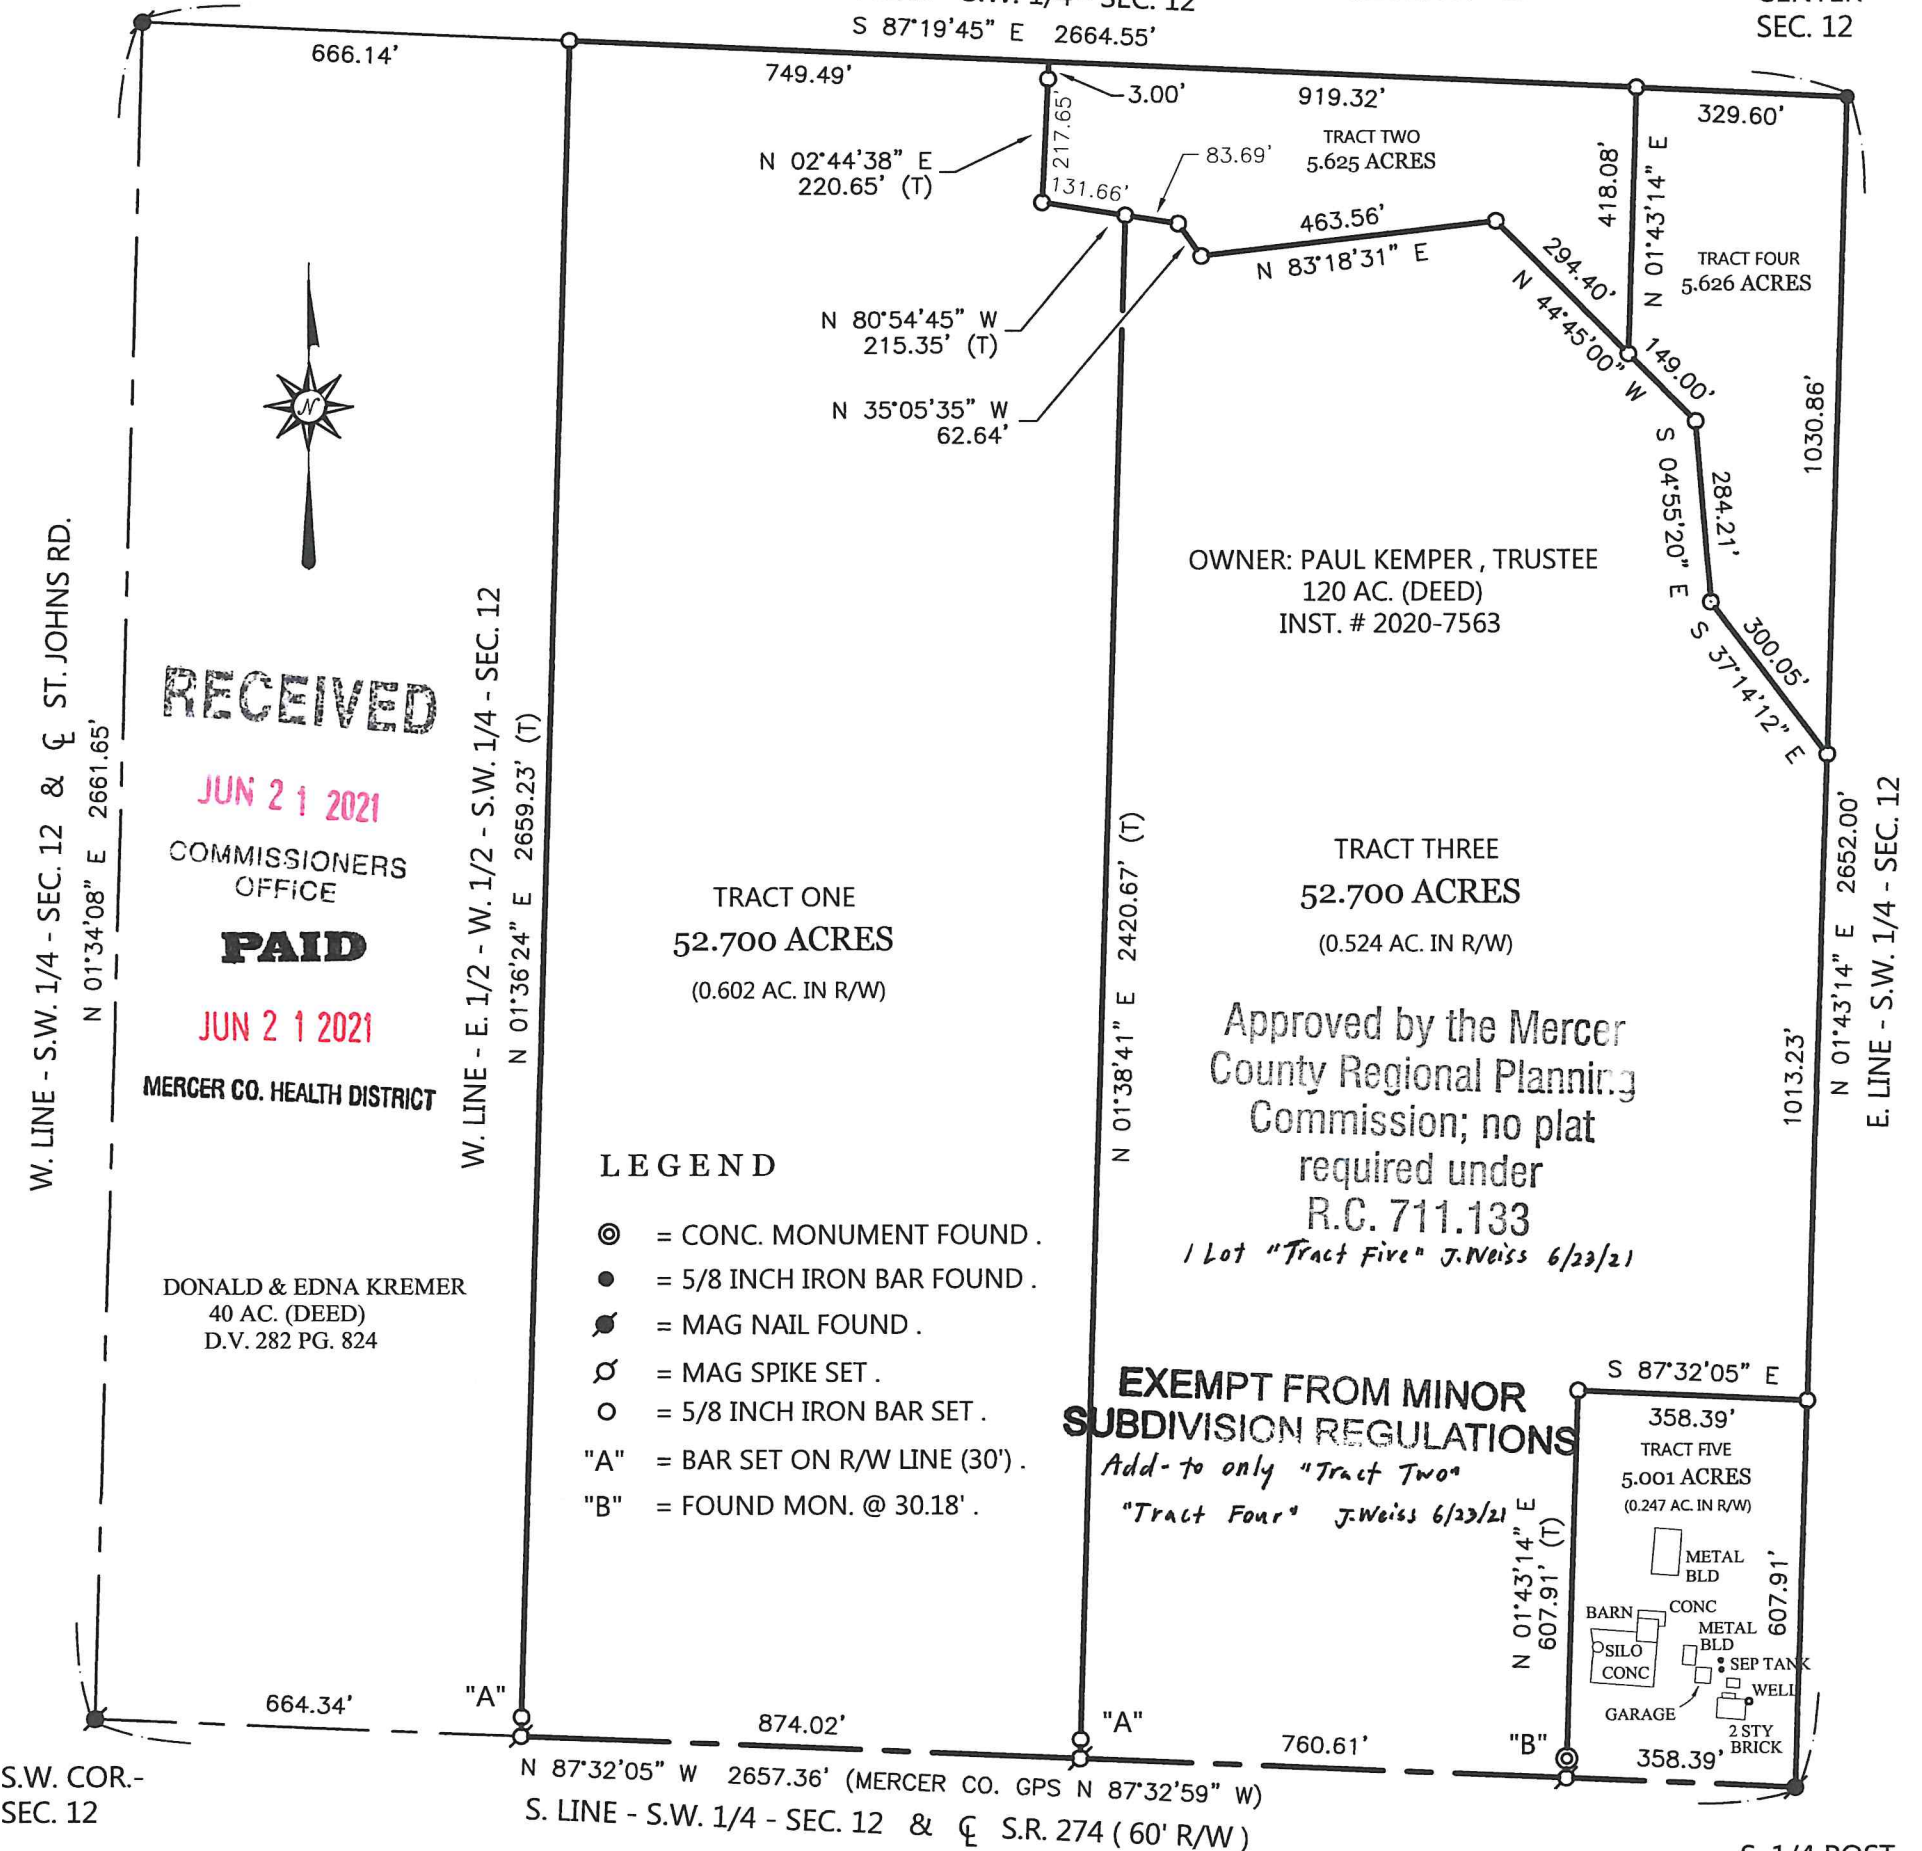 SEC. 12
S 87°19'45" E 2664.55'
SEC. 12
666.14'
749.49'
3.00'
919.32'
329.60'
217.65'
N 02°44'38" E
220.65' (T)
131.66'
83.69'
TRACT TWO
5.625 ACRES
463.56'
N 83°18'31" E
418.08'
N 01°43'14" E
TRACT FOUR
5.626 ACRES
294.40'
N 44°45'00" W
149.00'
N 80°54'45" W
215.35' (T)
N 35°05'35" W
62.64'
1030.86'
S 04°55'20" E
284.21'
300.05'
S 37°14'12" E
N
OWNER: PAUL KEMPER , TRUSTEE
120 AC. (DEED)
INST. # 2020-7563
W. LINE - S.W. 1/4 - SEC. 12 & ℄ ST. JOHNS RD.
N 01°34'08" E 2661.65'
RECEIVED
JUN 2 1 2021
COMMISSIONERS
OFFICE
PAID
JUN 2 1 2021
MERCER CO. HEALTH DISTRICT
W. LINE - E. 1/2 - W. 1/2 - S.W. 1/4 - SEC. 12
N 01°36'24" E 2659.23' (T)
TRACT ONE
52.700 ACRES
(0.602 AC. IN R/W)
N 01°38'41" E 2420.67' (T)
TRACT THREE
52.700 ACRES
(0.524 AC. IN R/W)
1013.23'
N 01°43'14" E 2652.00'
E. LINE - S.W. 1/4 - SEC. 12
Approved by the Mercer
County Regional Planning
Commission; no plat
required under
R.C. 711.133
1 Lot "Tract Five" J.Weiss 6/23/21
LEGEND
= CONC. MONUMENT FOUND .
= 5/8 INCH IRON BAR FOUND .
= MAG NAIL FOUND .
= MAG SPIKE SET .
= 5/8 INCH IRON BAR SET .
"A" = BAR SET ON R/W LINE (30') .
"B" = FOUND MON. @ 30.18' .
DONALD & EDNA KREMER
40 AC. (DEED)
D.V. 282 PG. 824
EXEMPT FROM MINOR
SUBDIVISION REGULATIONS
Add-to only "Tract Two"
"Tract Four" J.Weiss 6/23/21
S 87°32'05" E
358.39'
TRACT FIVE
5.001 ACRES
(0.247 AC. IN R/W)
N 01°43'14" E
607.91' (T)
607.91'
METAL
BLD
BARN
CONC
METAL
BLD
SILO
CONC
SEP TANK
WELL
GARAGE
2 STY
BRICK
664.34'
"A"
874.02'
"A"
760.61'
"B"
358.39'
S.W. COR.-
SEC. 12
N 87°32'05" W 2657.36' (MERCER CO. GPS N 87°32'59" W)
S. LINE - S.W. 1/4 - SEC. 12 & ℄ S.R. 274 ( 60' R/W )